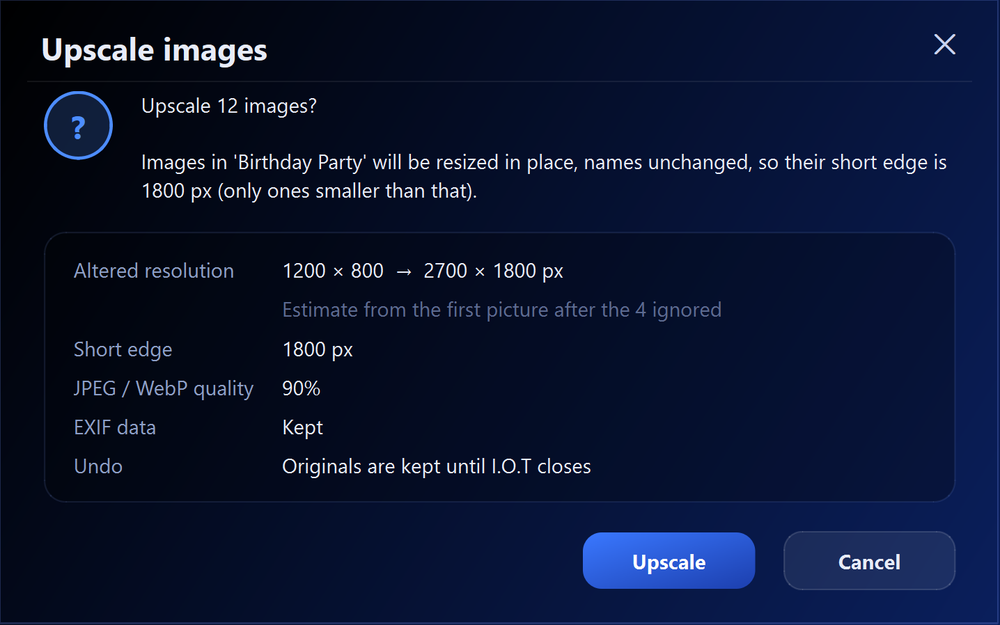 Upscale images
?
Upscale 12 images?
Images in 'Birthday Party' will be resized in place, names unchanged, so their short edge is
1800 px (only ones smaller than that).
Altered resolution 1200 × 800 → 2700 × 1800 px
Estimate from the first picture after the 4 ignored
Short edge 1800 px
JPEG / WebP quality 90%
EXIF data Kept
Undo Originals are kept until I.O.T closes
Upscale Cancel